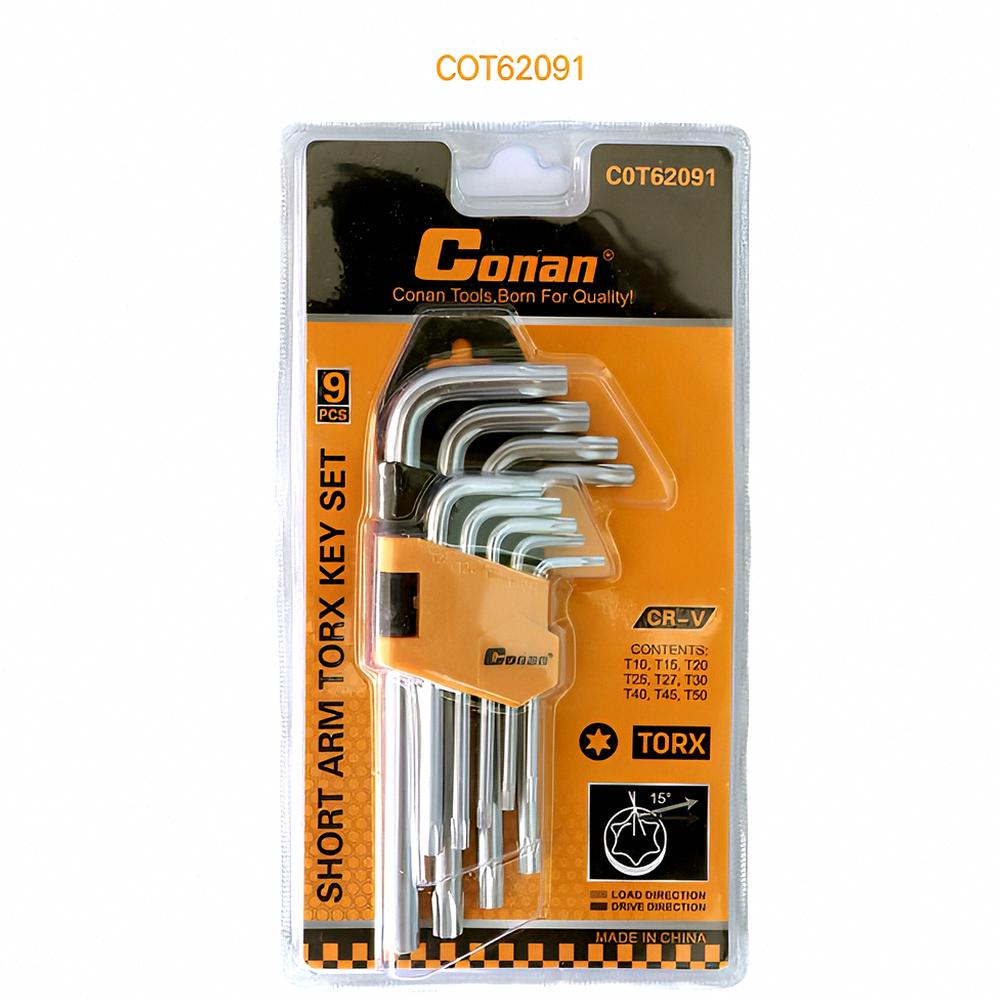 COT62091
COT62091
Conan®
Conan Tools,Born For Quality!
9
PCS
SHORT ARM TORX KEY SET
CR-V
CONTENTS:
T10, T15, T20
T25, T27, T30
T40, T45, T50
TORX
15°
LOAD DIRECTION
DRIVE DIRECTION
MADE IN CHINA